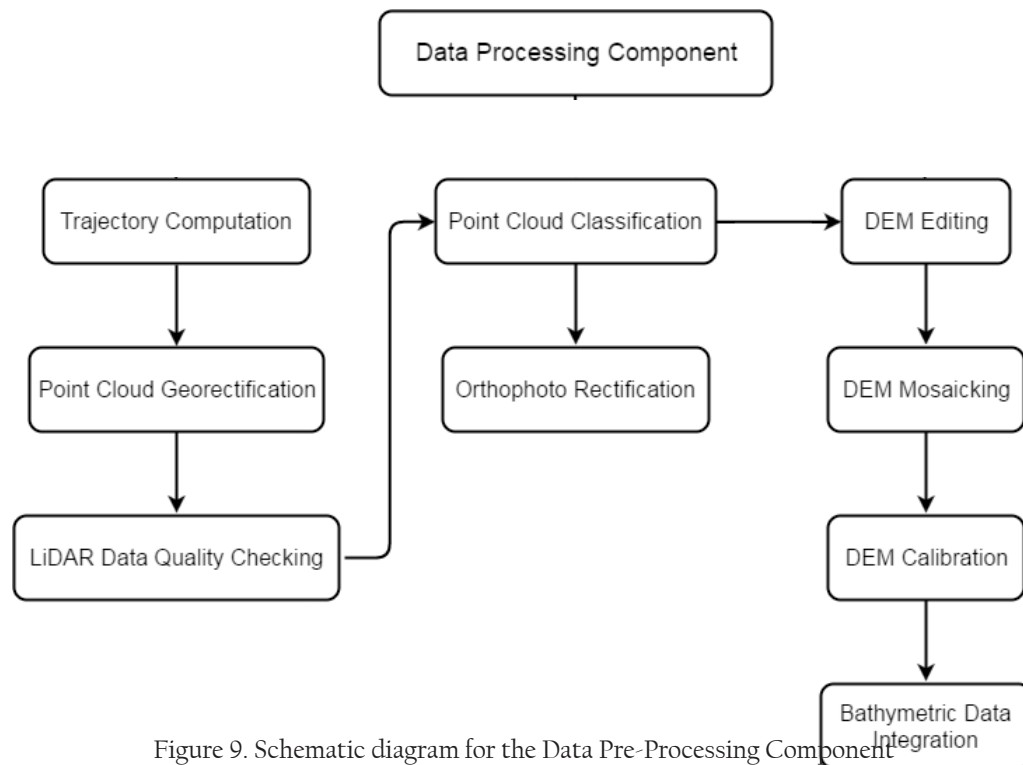 Data Processing Component
Trajectory Computation
Point Cloud Georectification
LiDAR Data Quality Checking
Point Cloud Classification
Orthophoto Rectification
DEM Editing
DEM Mosaicking
DEM Calibration
Bathymetric Data
Integration
Figure 9. Schematic diagram for the Data Pre-Processing Component